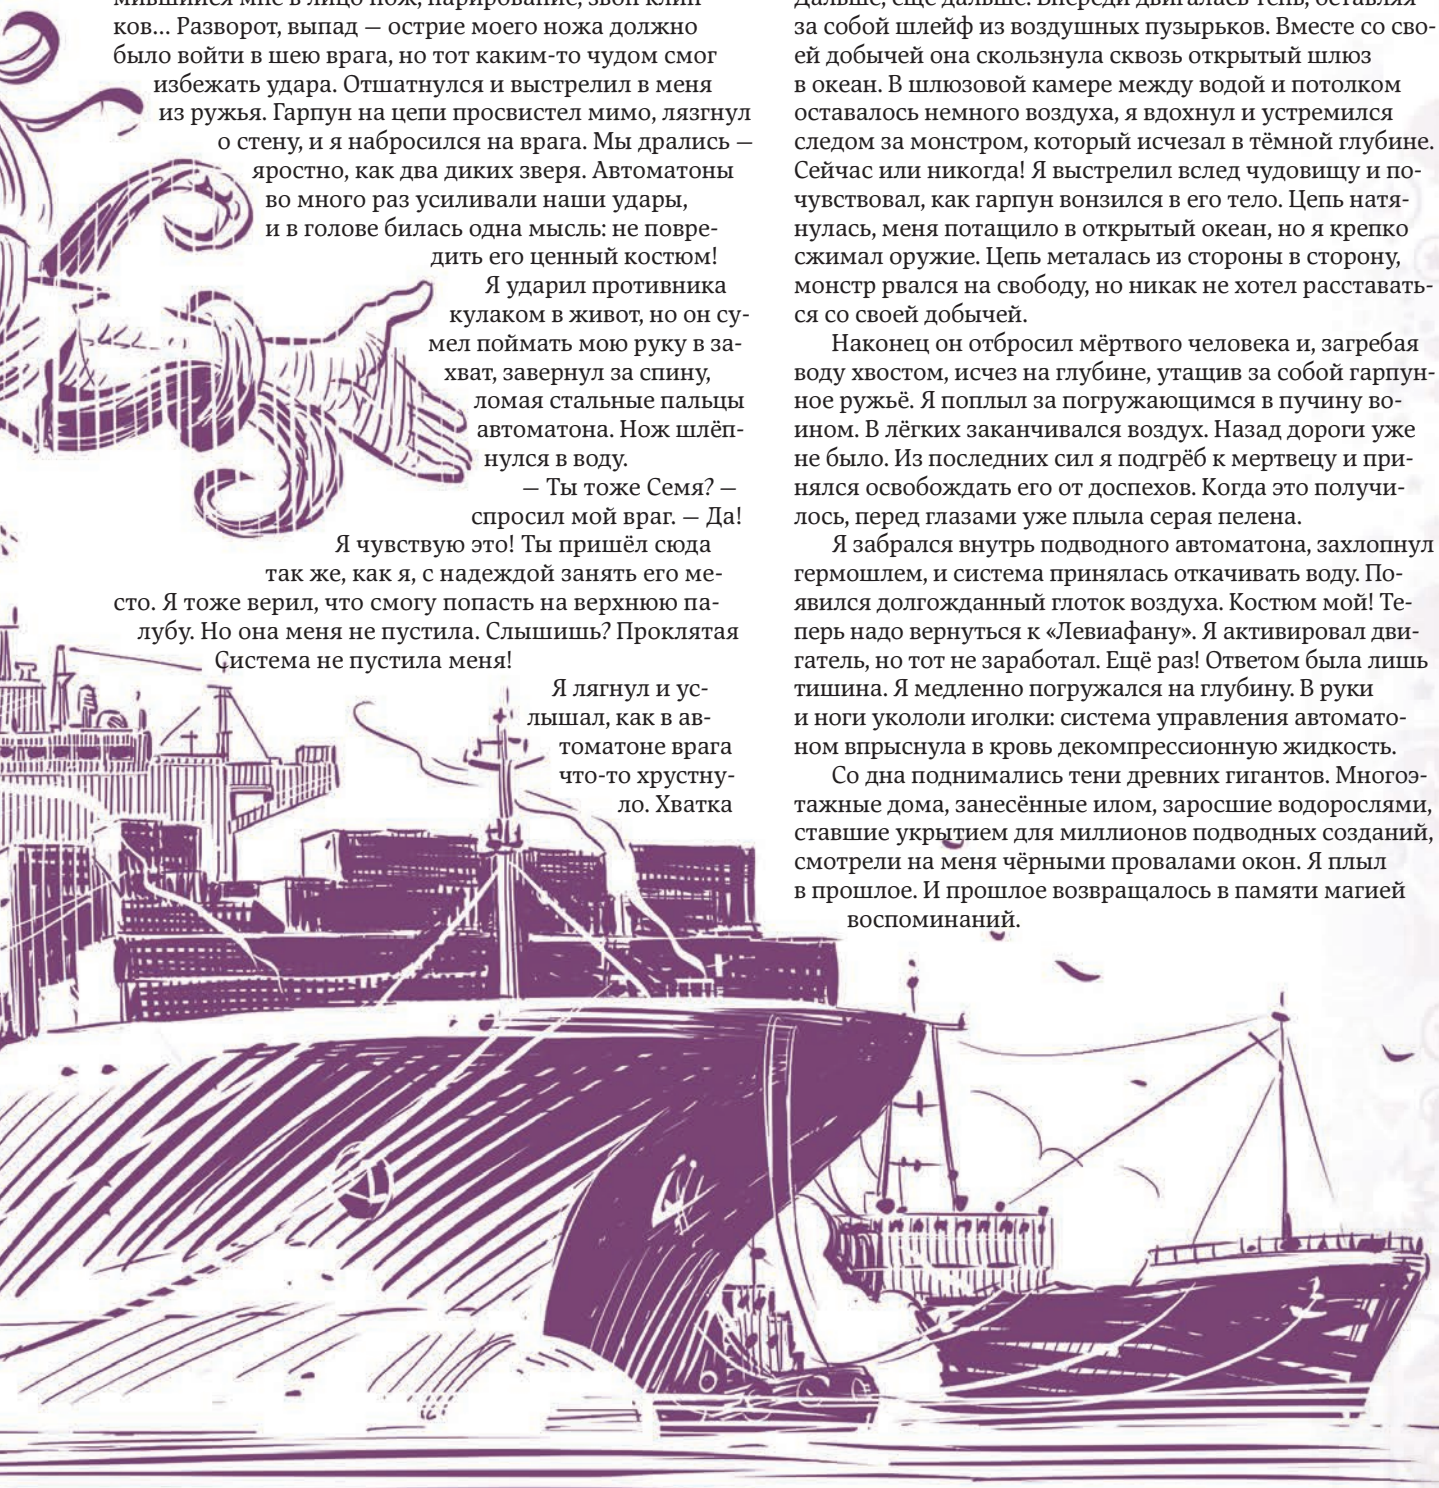 мившийся мне в лицо нож, парирование, звон клин-
ков... Разворот, выпад — острие моего ножа должно
было войти в шею врага, но тот каким-то чудом смог
избежать удара. Отшатнулся и выстрелил в меня
из ружья. Гарпун на цепи просвистел мимо, лязгнул
о стену, и я набросился на врага. Мы дрались —
яростно, как два диких зверя. Автоматоны
во много раз усиливали наши удары,
и в голове билась одна мысль: не повре-
дить его ценный костюм!
Я ударил противника
кулаком в живот, но он су-
мел поймать мою руку в за-
хват, завернул за спину,
ломая стальные пальцы
автоматона. Нож шлёп-
нулся в воду.
— Ты тоже Семя? —
спросил мой враг. — Да!
Я чувствую это! Ты пришёл сюда
так же, как я, с надеждой занять его ме-
сто. Я тоже верил, что смогу попасть на верхнюю па-
лубу. Но она меня не пустила. Слышишь? Проклятая
Система не пустила меня!
Я лягнул и ус-
лышал, как в ав-
томатоне врага
что-то хрустну-
ло. Хватка
Дальше, ещё дальше. Впереди двигалась тень, оставляя
за собой шлейф из воздушных пузырьков. Вместе со сво-
ей добычей она скользнула сквозь открытый шлюз
в океан. В шлюзовой камере между водой и потолком
оставалось немного воздуха, я вдохнул и устремился
следом за монстром, который исчезал в тёмной глубине.
Сейчас или никогда! Я выстрелил вслед чудовищу и по-
чувствовал, как гарпун вонзился в его тело. Цепь натя-
нулась, меня потащило в открытый океан, но я крепко
сжимал оружие. Цепь металась из стороны в сторону,
монстр рвался на свободу, но никак не хотел расставать-
ся со своей добычей.
Наконец он отбросил мёртвого человека и, загребая
воду хвостом, исчез на глубине, утащив за собой гарпун-
ное ружьё. Я поплыл за погружающимся в пучину во-
ином. В лёгких заканчивался воздух. Назад дороги уже
не было. Из последних сил я подгрёб к мертвецу и при-
нялся освобождать его от доспехов. Когда это получи-
лось, перед глазами уже плыла серая пелена.
Я забрался внутрь подводного автоматона, захлопнул
гермошлем, и система принялась откачивать воду. По-
явился долгожданный глоток воздуха. Костюм мой! Те-
перь надо вернуться к «Левиафану». Я активировал дви-
гатель, но тот не заработал. Ещё раз! Ответом была лишь
тишина. Я медленно погружался на глубину. В руки
и ноги укололи иголки: система управления автомато-
ном впрыснула в кровь декомпрессионную жидкость.
Со дна поднимались тени древних гигантов. Многоэ-
тажные дома, занесённые илом, заросшие водорослями,
ставшие укрытием для миллионов подводных созданий,
смотрели на меня чёрными провалами окон. Я плыл
в прошлое. И прошлое возвращалось в памяти магией
воспоминаний.